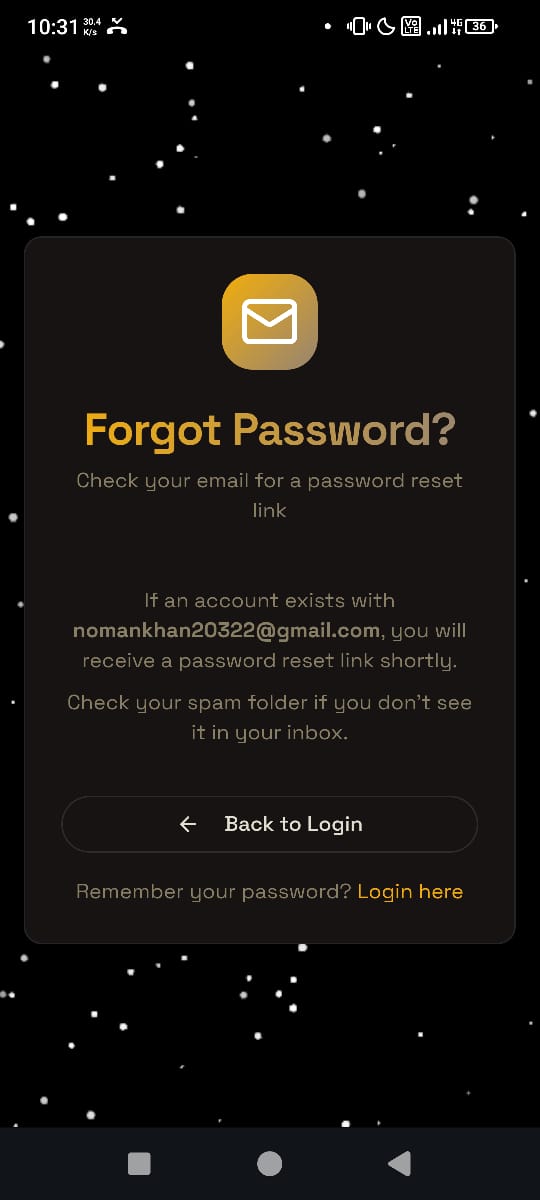 10:31 30.4 K/s Vo LTE 4G 36
Forgot Password?
Check your email for a password reset
link
If an account exists with
nomankhan20322@gmail.com, you will
receive a password reset link shortly.
Check your spam folder if you don't see
it in your inbox.
Back to Login
Remember your password? Login here